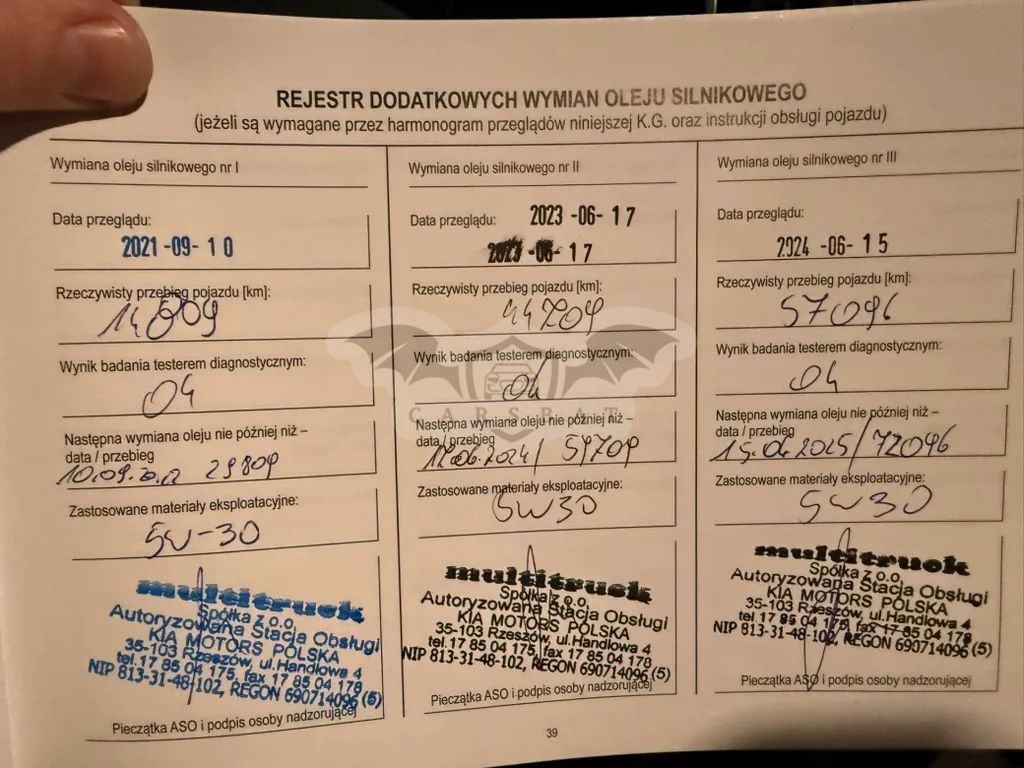 REJESTR DODATKOWYCH WYMIAN OLEJU SILNIKOWEGO
(jeżeli są wymagane przez harmonogram przeglądów niniejszej K.G. oraz instrukcji obsługi pojazdu)
Wymiana oleju silnikowego nr I
Data przeglądu:
2021-09-10
Rzeczywisty przebieg pojazdu [km]:
14809
Wynik badania testerem diagnostycznym:
Ok
Następna wymiana oleju nie później niż –
data / przebieg
10.09.2022 29809
Zastosowane materiały eksploatacyjne:
5W-30
multitruck
Spółka z o.o.
Autoryzowana Stacja Obsługi
KIA MOTORS POLSKA
35-103 Rzeszów, ul.Handlowa 4
tel.17 85 04 175, fax 17 85 04 178
NIP 813-31-48-102, REGON 690714096 (5)
Pieczątka ASO i podpis osoby nadzorującej
Wymiana oleju silnikowego nr II
Data przeglądu: 2023-06-17
2023-06-17
Rzeczywisty przebieg pojazdu [km]:
44709
Wynik badania testerem diagnostycznym:
Ok
Następna wymiana oleju nie później niż –
data / przebieg
17.06.2024/ 59709
Zastosowane materiały eksploatacyjne:
5W30
multitruck
Spółka z o.o.
Autoryzowana Stacja Obsługi
KIA MOTORS POLSKA
35-103 Rzeszów, ul.Handlowa 4
tel.17 85 04 175, fax 17 85 04 178
NIP 813-31-48-102, REGON 690714096 (5)
Pieczątka ASO i podpis osoby nadzorującej
Wymiana oleju silnikowego nr III
Data przeglądu:
2024-06-15
Rzeczywisty przebieg pojazdu [km]:
57096
Wynik badania testerem diagnostycznym:
Ok
Następna wymiana oleju nie później niż –
data / przebieg
15.06.2025/72096
Zastosowane materiały eksploatacyjne:
5W30
multitruck
Spółka z o.o.
Autoryzowana Stacja Obsługi
KIA MOTORS POLSKA
35-103 Rzeszów, ul.Handlowa 4
tel 17 85 04 175, fax 17 85 04 178
NIP 813-31-48-102, REGON 690714096 (5)
Pieczątka ASO i podpis osoby nadzorującej
CARSBAT
39